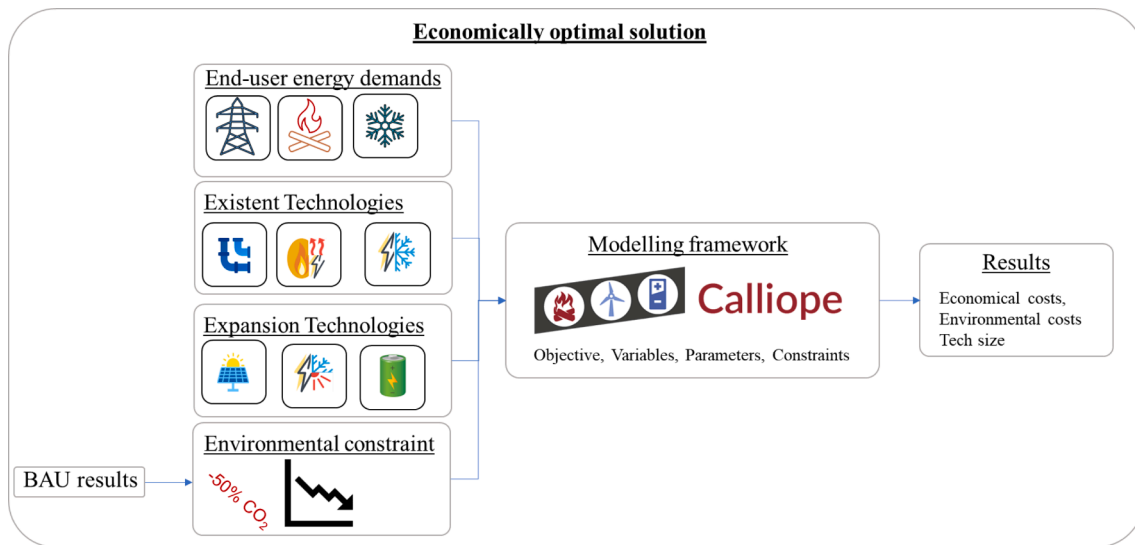 Economically optimal solution
End-user energy demands
Existent Technologies
Expansion Technologies
Environmental constraint
BAU results
-50% CO₂
Modelling framework
Calliope
Objective, Variables, Parameters, Constraints
Results
Economical costs,
Environmental costs
Tech size